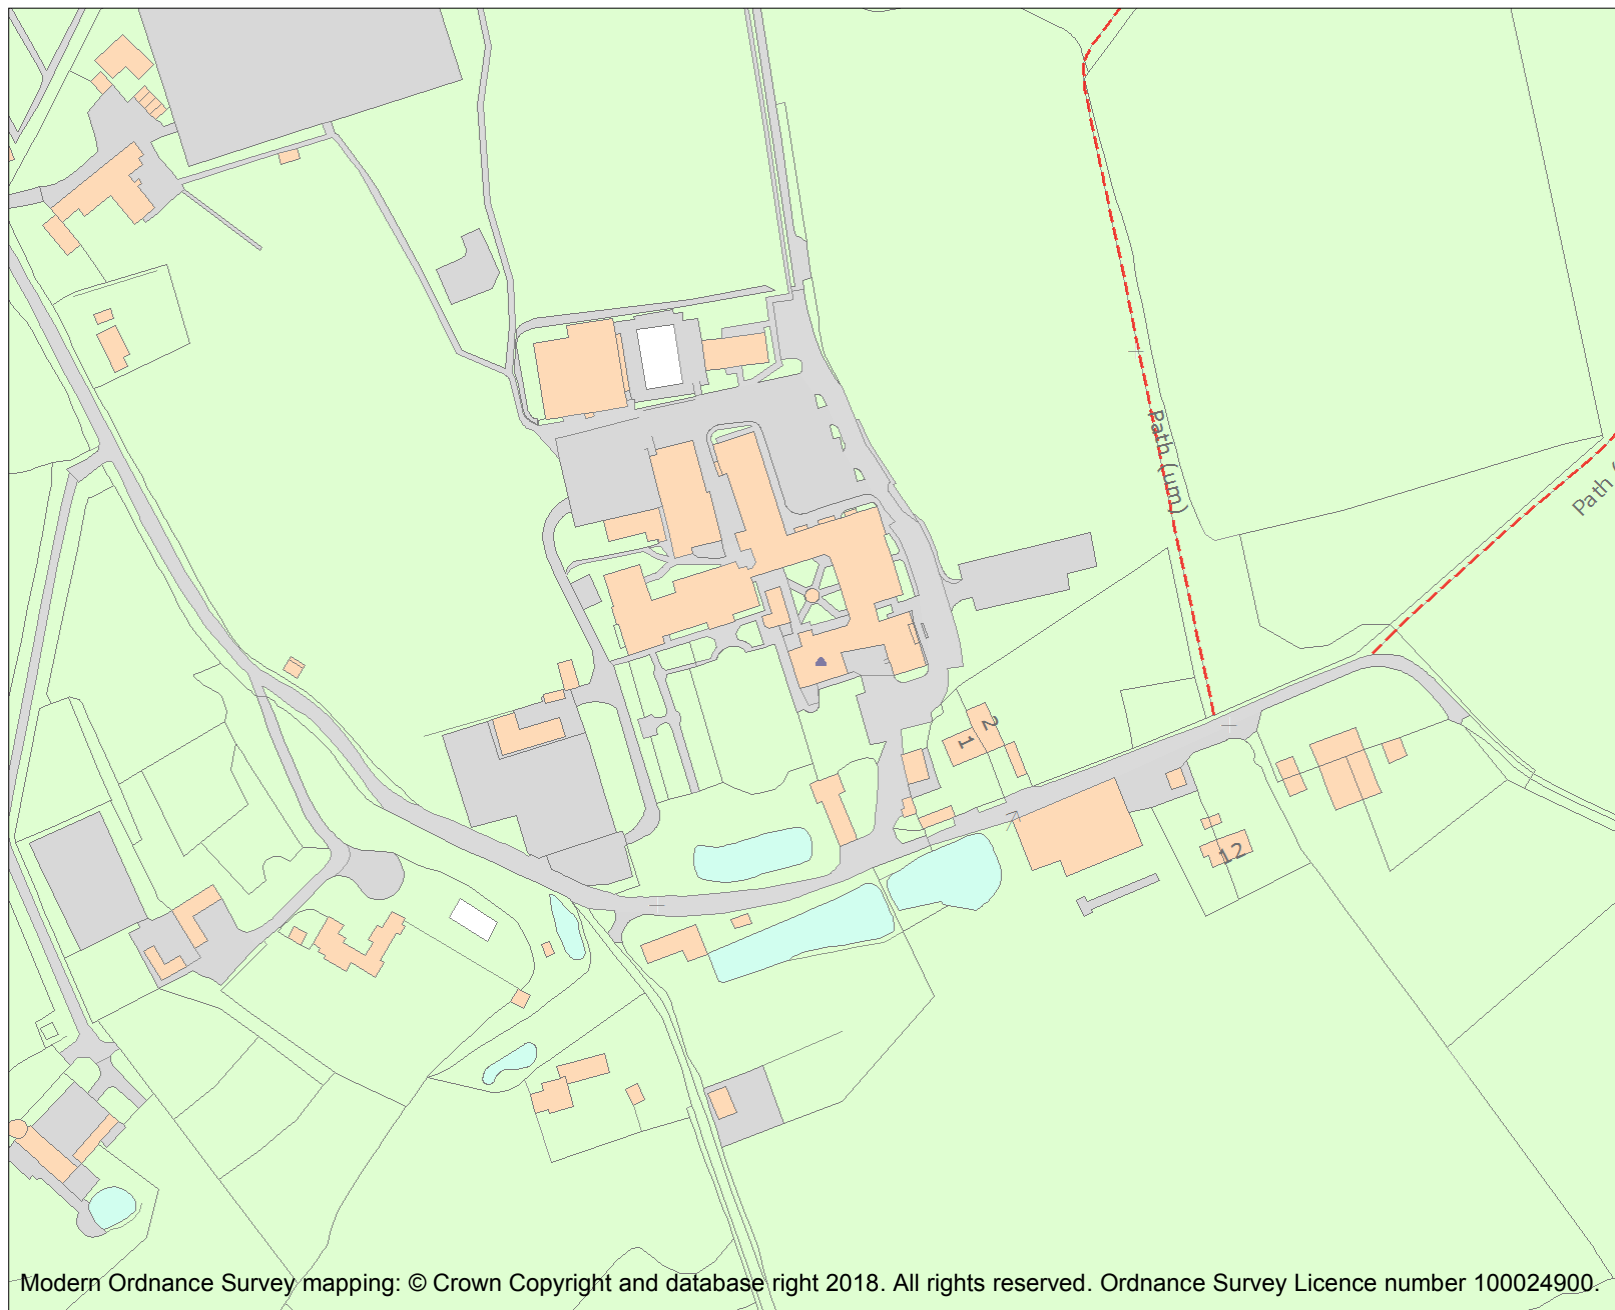 Path (um)
Path (
2
1
12
Modern Ordnance Survey mapping: © Crown Copyright and database right 2018. All rights reserved. Ordnance Survey Licence number 100024900.